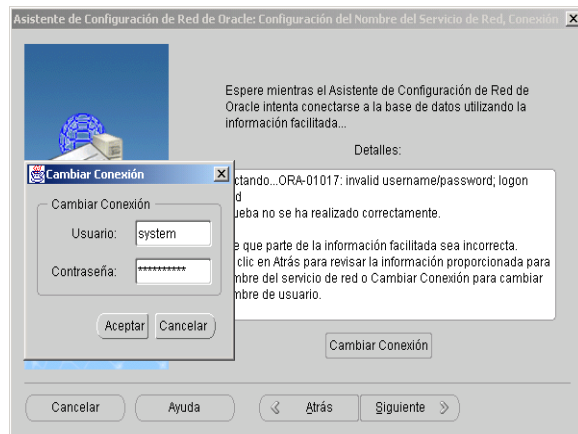 Asistente de Configuración de Red de Oracle: Configuración del Nombre del Servicio de Red, Conexión
Espere mientras el Asistente de Configuración de Red de
Oracle intenta conectarse a la base de datos utilizando la
información facilitada...
Detalles:
ORA-01017: invalid username/password; logon
no se ha realizado correctamente.
que parte de la información facilitada sea incorrecta.
clic en Atrás para revisar la información proporcionada para
del servicio de red o Cambiar Conexión para cambiar
de usuario.
Cambiar Conexión
Cambiar Conexión
Cambiar Conexión
Usuario: system
Contraseña: **********
Aceptar Cancelar
Cancelar Ayuda Atrás Siguiente